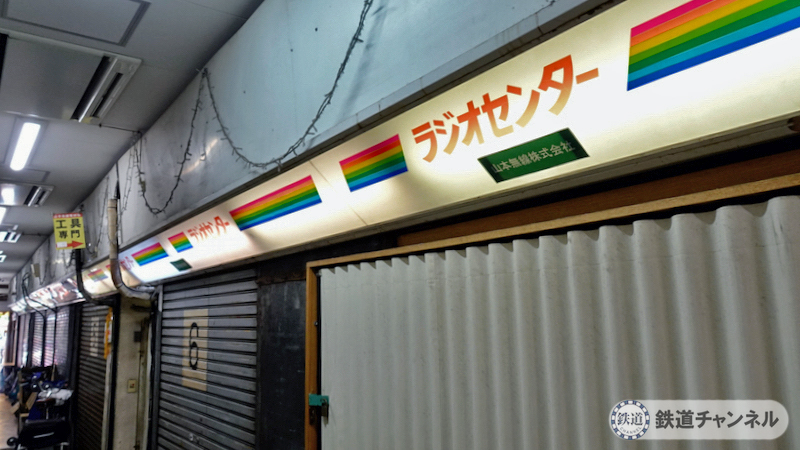 ラジオセンター
山本無線株式会社
ラジオセンター
工具
専門
6
鉄道
鉄道チャンネル